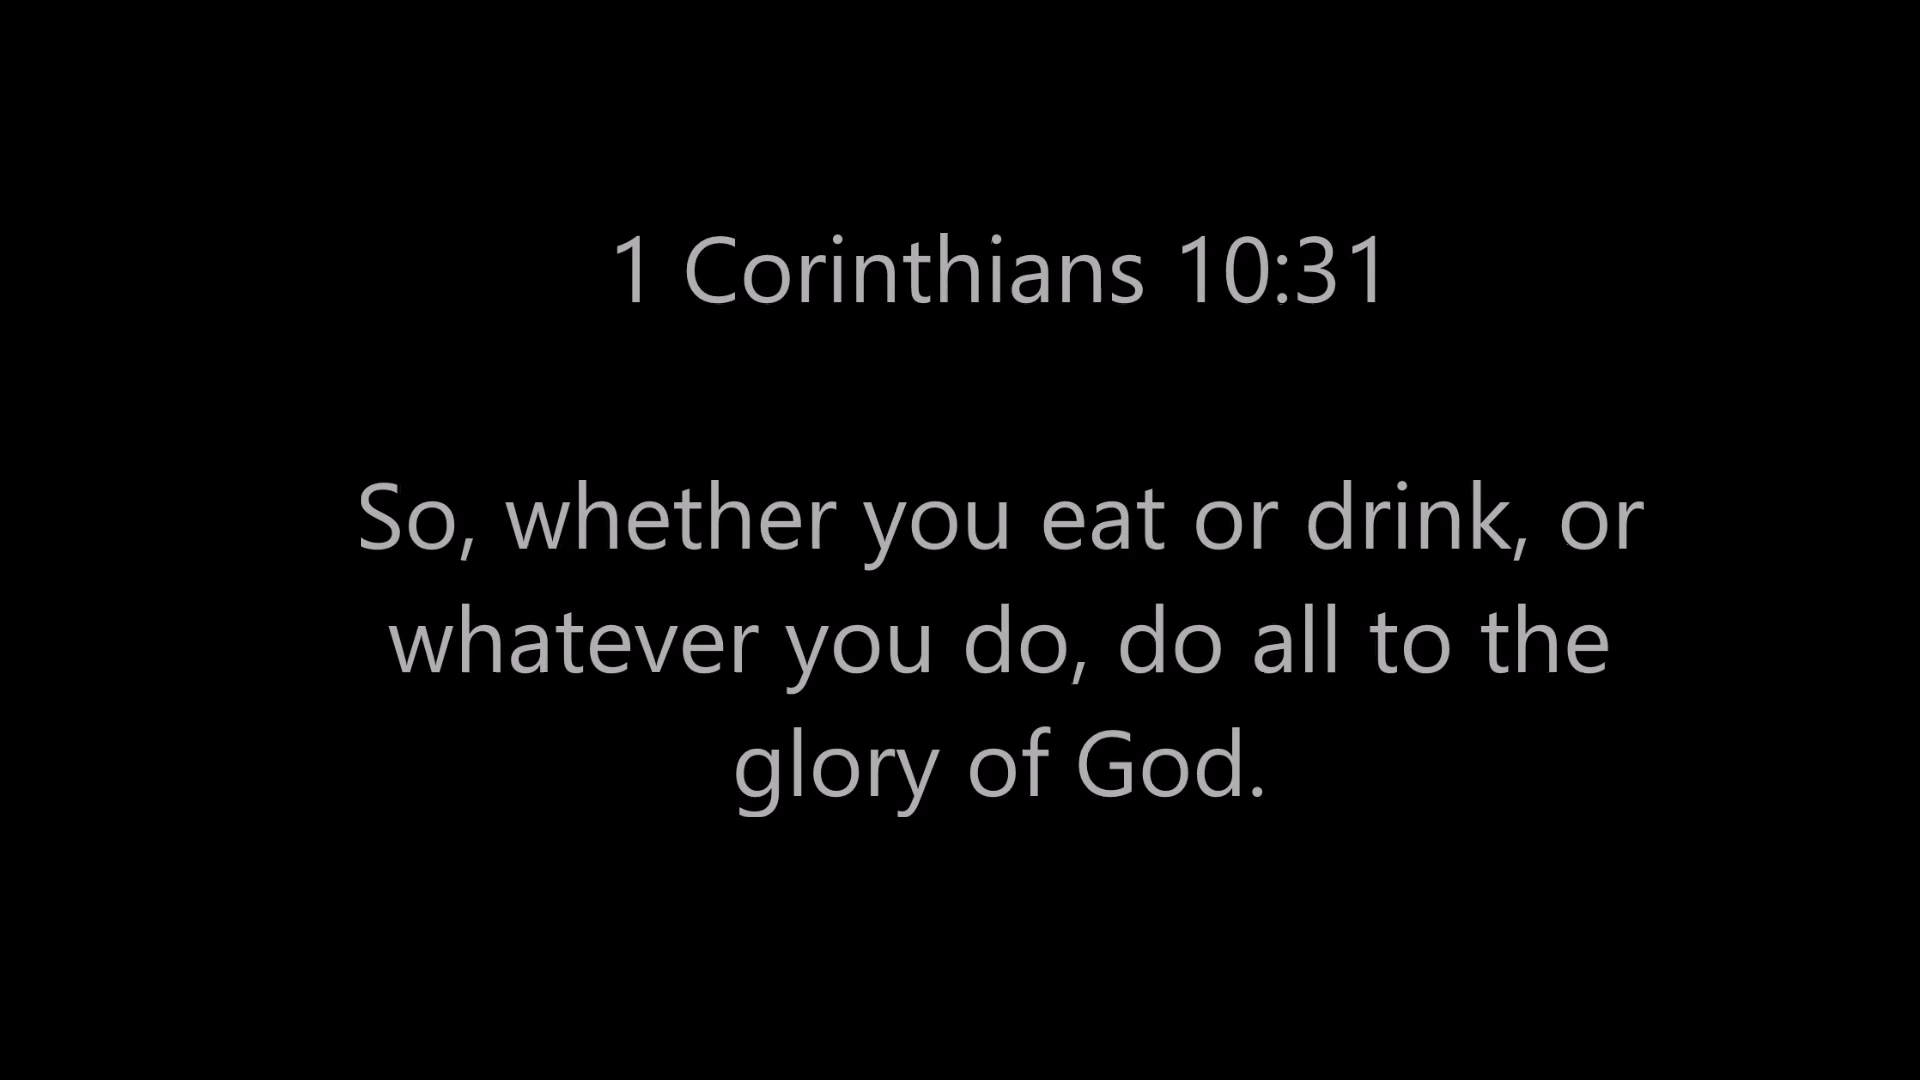 1 Corinthians 10:31
So, whether you eat or drink, or
whatever you do, do all to the
glory of God.